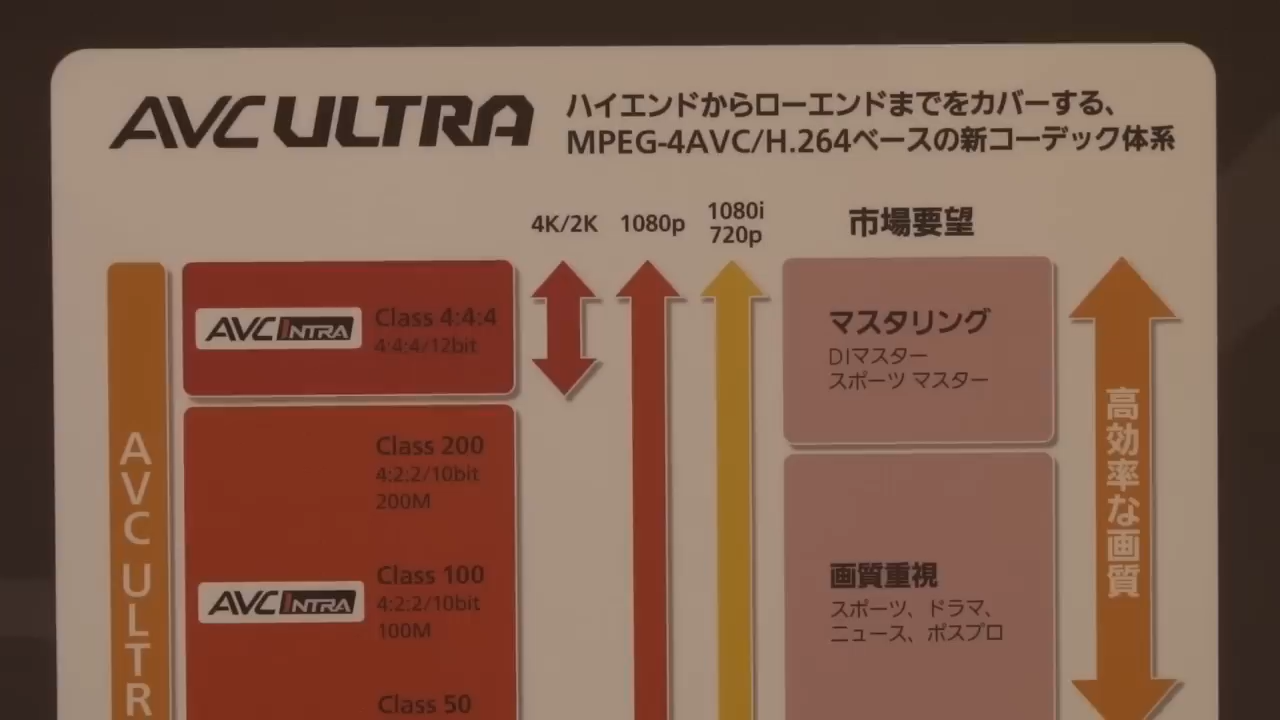 AVC ULTRA
ハイエンドからローエンドまでをカバーする、
MPEG-4AVC/H.264ベースの新コーデック体系
4K/2K
1080p
1080i
720p
市場要望
AVC INTRA
Class 4:4:4
4:4:4/12bit
マスタリング
DIマスター
スポーツ マスター
Class 200
4:2:2/10bit
200M
AVC INTRA
Class 100
4:2:2/10bit
100M
Class 50
画質重視
スポーツ、ドラマ、
ニュース、ポスプロ
高効率な画質
AVC ULTR